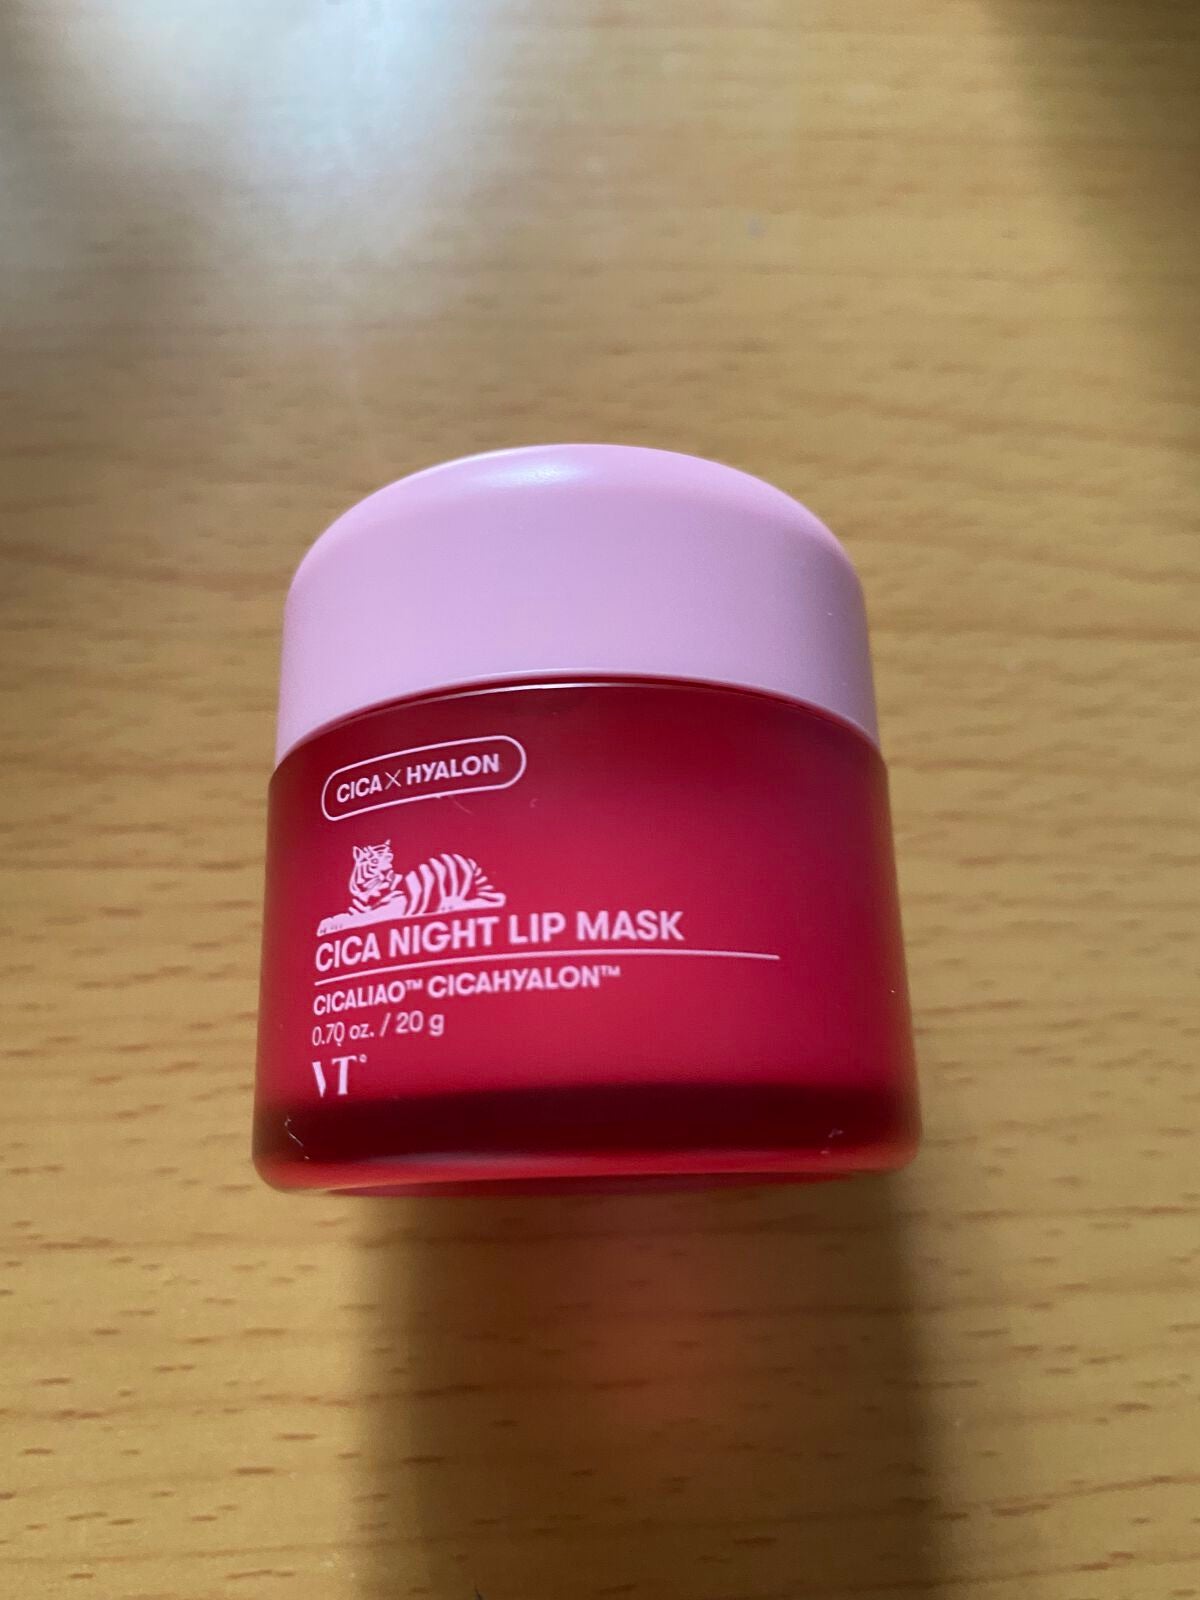 CICA×HYALON
CICA NIGHT LIP MASK
CICALIAO™ CICAHYALON™
0.70 oz. / 20 g
VT°